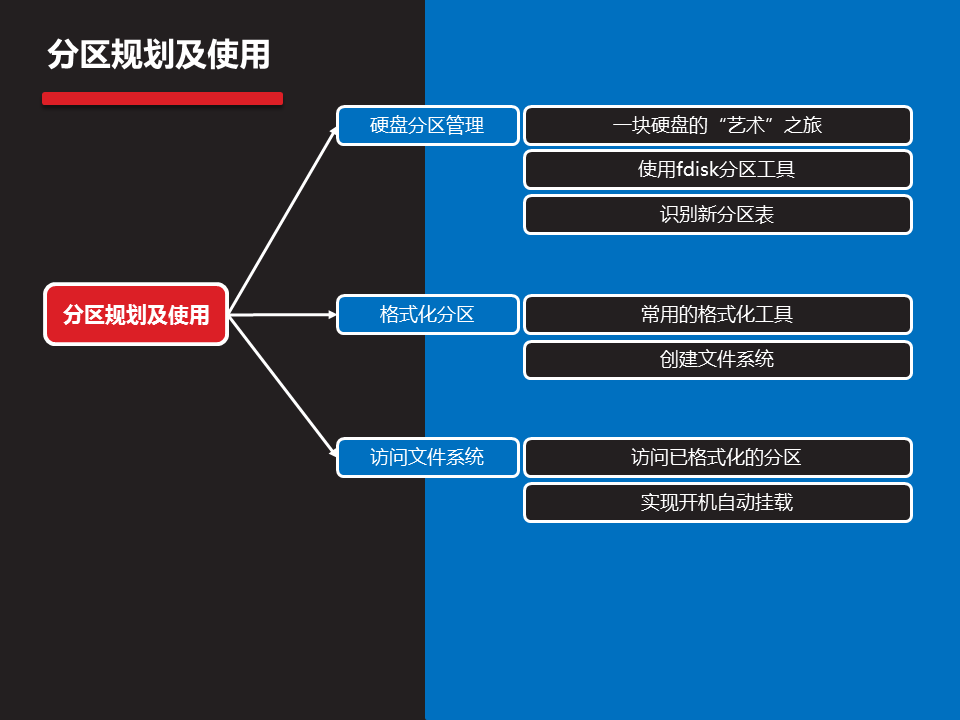 分区规划及使用
硬盘分区管理
一块硬盘的“艺术”之旅
使用fdisk分区工具
识别新分区表
分区规划及使用
格式化分区
常用的格式化工具
创建文件系统
访问文件系统
访问已格式化的分区
实现开机自动挂载